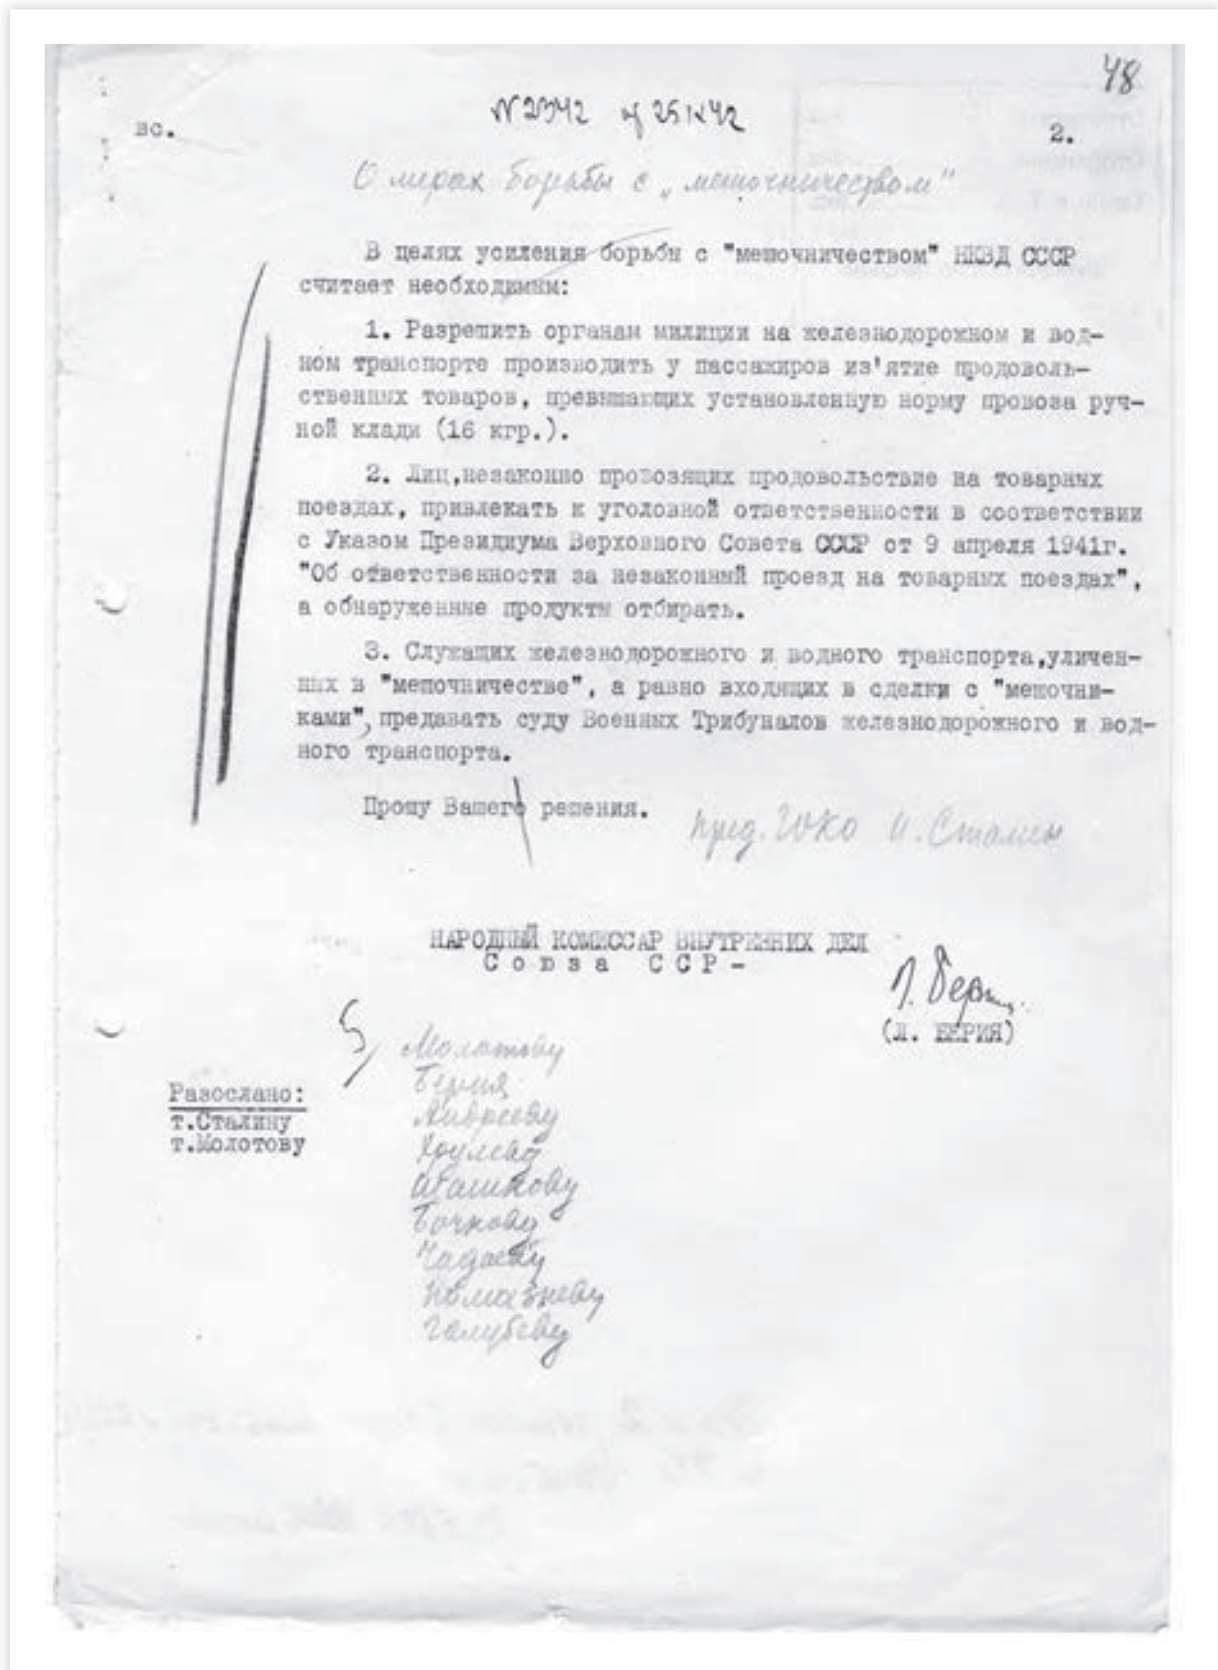 48
№ 2342 от 25 IX 42
вс.
2.
О мерах борьбы с „мешочничеством"
В целях усиления борьбы с "мешочничеством" НКВД СССР
считает необходимым:
1. Разрешить органам милиции на железнодорожном и вод-
ном транспорте производить у пассажиров из'ятие продоволь-
ственных товаров, превышающих установленную норму провоза руч-
ной клади (16 кгр.).
2. Лиц,незаконно провозящих продовольствие на товарных
поездах, привлекать к уголовной ответственности в соответствии
с Указом Президиума Верховного Совета СССР от 9 апреля 1941г.
"Об ответственности за незаконный проезд на товарных поездах",
а обнаруженные продукты отбирать.
3. Служащих железнодорожного и водного транспорта,уличен-
ных в "мешочничестве", а равно входящих в сделки с "мешочни-
ками", предавать суду Военных Трибуналов железнодорожного и вод-
ного транспорта.
Прошу Вашего решения.
пред. ГОКО И. Сталин
НАРОДНЫЙ КОМИССАР ВНУТРЕННИХ ДЕЛ
Союза ССР -
Л. Берия
(Л. БЕРИЯ)
Молотову
Берия
Андрееву
Хрулеву
Разослано:
т.Сталину
т.Молотову
Бочкову
Чадаеву
Помазневу
Голубеву